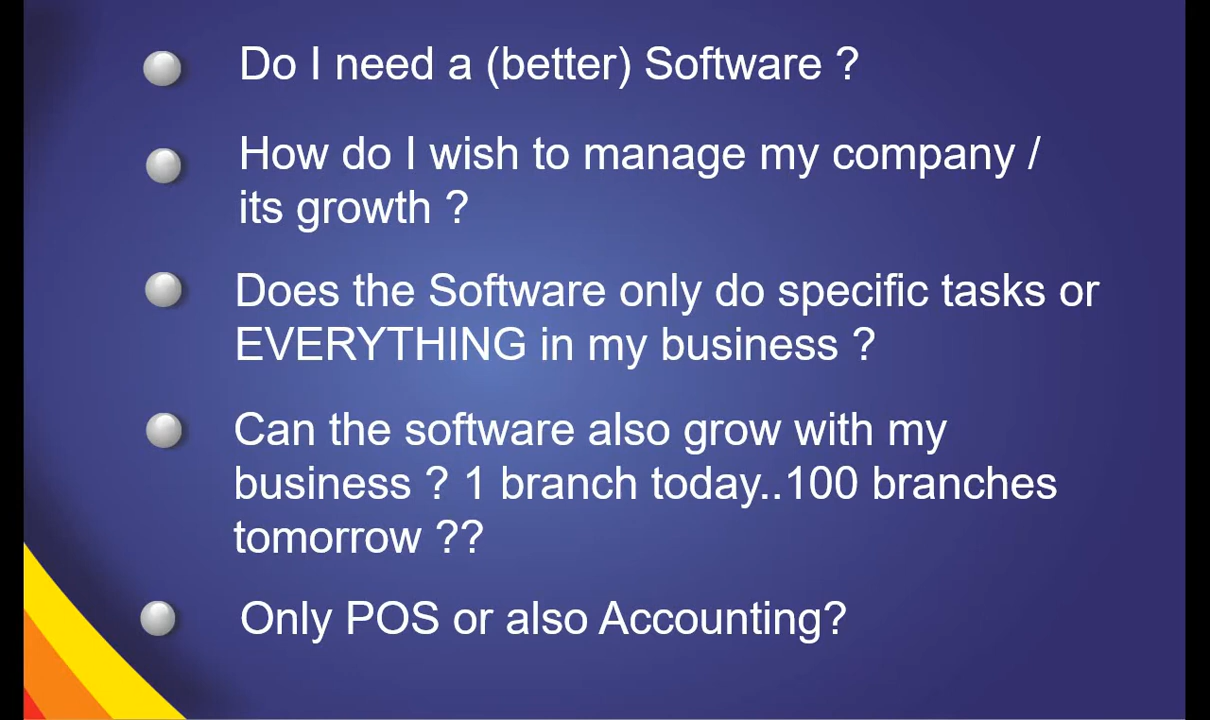 Do I need a (better) Software ?
How do I wish to manage my company /
its growth ?
Does the Software only do specific tasks or
EVERYTHING in my business ?
Can the software also grow with my
business ? 1 branch today..100 branches
tomorrow ??
Only POS or also Accounting?